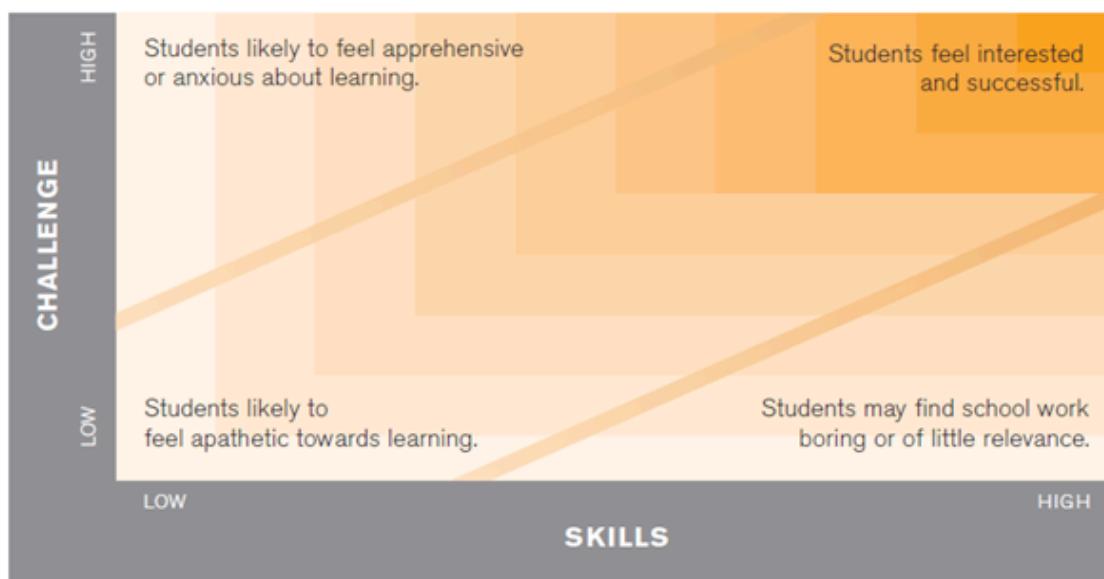 HIGH
Students likely to feel apprehensive
or anxious about learning.
Students feel interested
and successful.
CHALLENGE
LOW
Students likely to
feel apathetic towards learning.
Students may find school work
boring or of little relevance.
LOW
HIGH
SKILLS